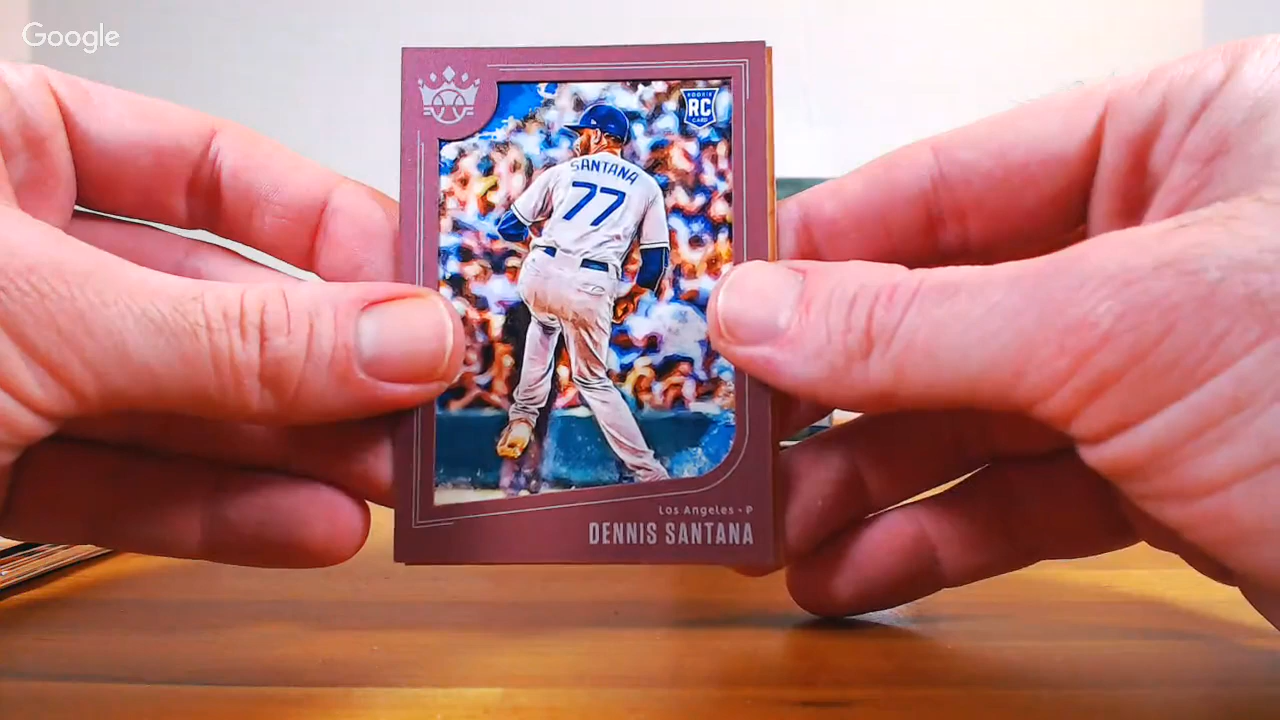 Google
ROOKIE
RC
CARD
SANTANA
77
Los Angeles - P
DENNIS SANTANA